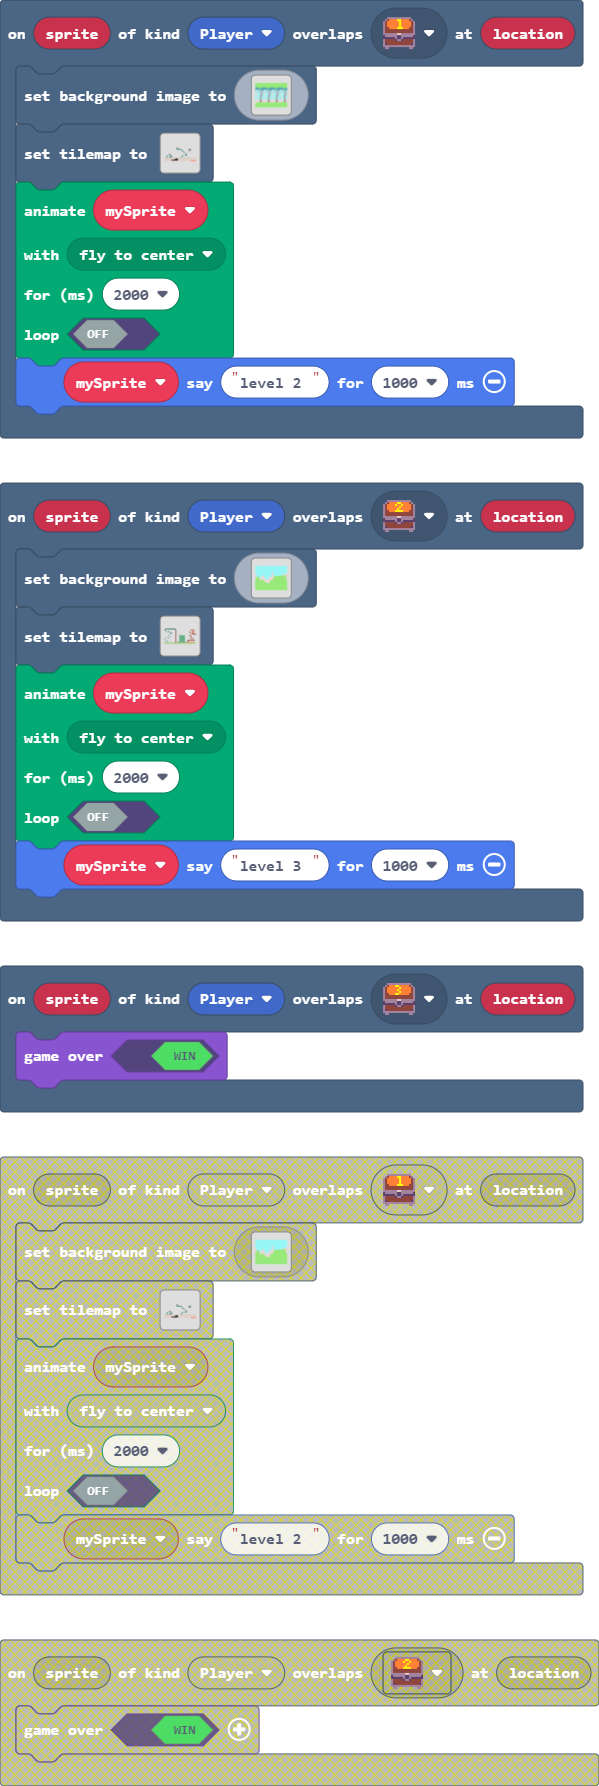 on sprite of kind Player overlaps 1 at location
set background image to
set tilemap to
animate mySprite
with fly to center
for (ms) 2000
loop OFF
mySprite say "level 2 " for 1000 ms
on sprite of kind Player overlaps 2 at location
set background image to
set tilemap to
animate mySprite
with fly to center
for (ms) 2000
loop OFF
mySprite say "level 3 " for 1000 ms
on sprite of kind Player overlaps 3 at location
game over WIN
on sprite of kind Player overlaps 1 at location
set background image to
set tilemap to
animate mySprite
with fly to center
for (ms) 2000
loop OFF
mySprite say "level 2 " for 1000 ms
on sprite of kind Player overlaps 2 at location
game over WIN